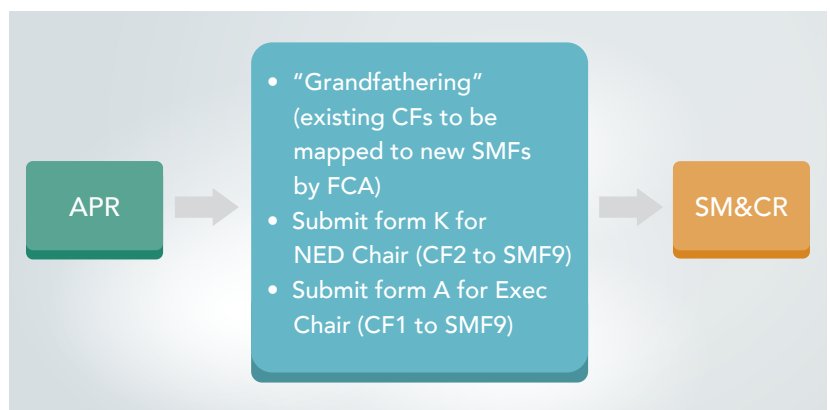 APR
• “Grandfathering”
(existing CFs to be
mapped to new SMFs
by FCA)
• Submit form K for
NED Chair (CF2 to SMF9)
• Submit form A for Exec
Chair (CF1 to SMF9)
SM&CR